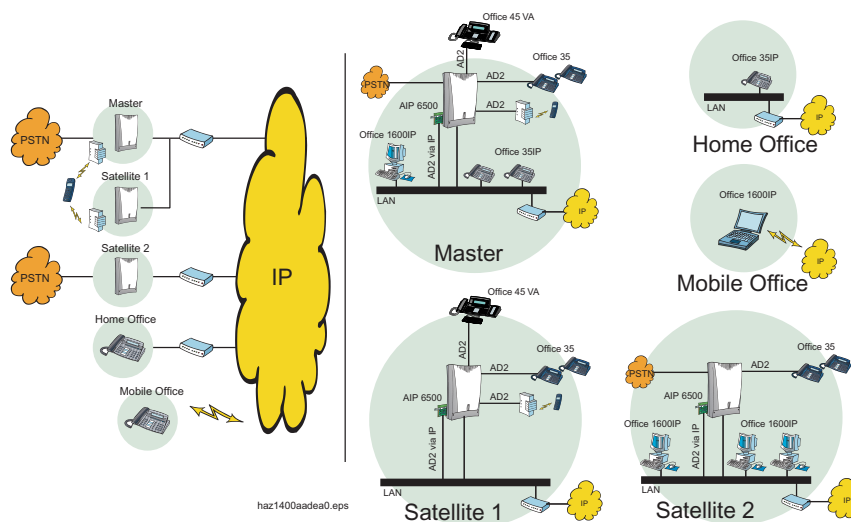 Master
PSTN
Satellite 1
Satellite 2
PSTN
Home Office
Mobile Office
IP
haz1400aadea0.eps
Office 45 VA
AD2
Office 35
AD2
PSTN
AIP 6500
AD2
Office 1600IP
AD2 via IP
Office 35IP
LAN
IP
Master
Office 35IP
LAN
IP
Home Office
Office 1600IP
IP
Mobile Office
Office 45 VA
AD2
Office 35
AD2
AIP 6500
AD2
AD2 via IP
LAN
IP
Satellite 1
Office 35
AD2
PSTN
AIP 6500
Office 1600IP
Office 1600IP
AD2 via IP
LAN
IP
Satellite 2